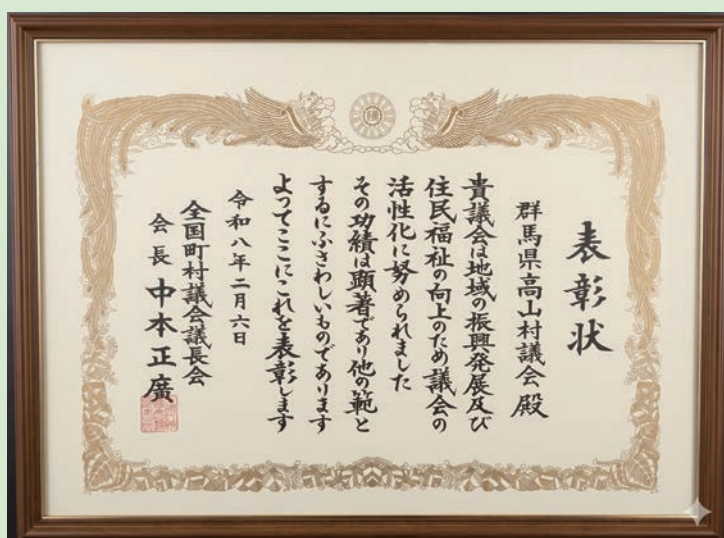 表彰状
群馬県高山村議会殿
貴議会は地域の振興発展及び
住民福祉の向上のため議会の
活性化に努められました
その功績は顕著であり他の範と
するにふさわしいものであります
よってここにこれを表彰します
令和八年二月六日
全国町村議会議長会
会長 中本正廣